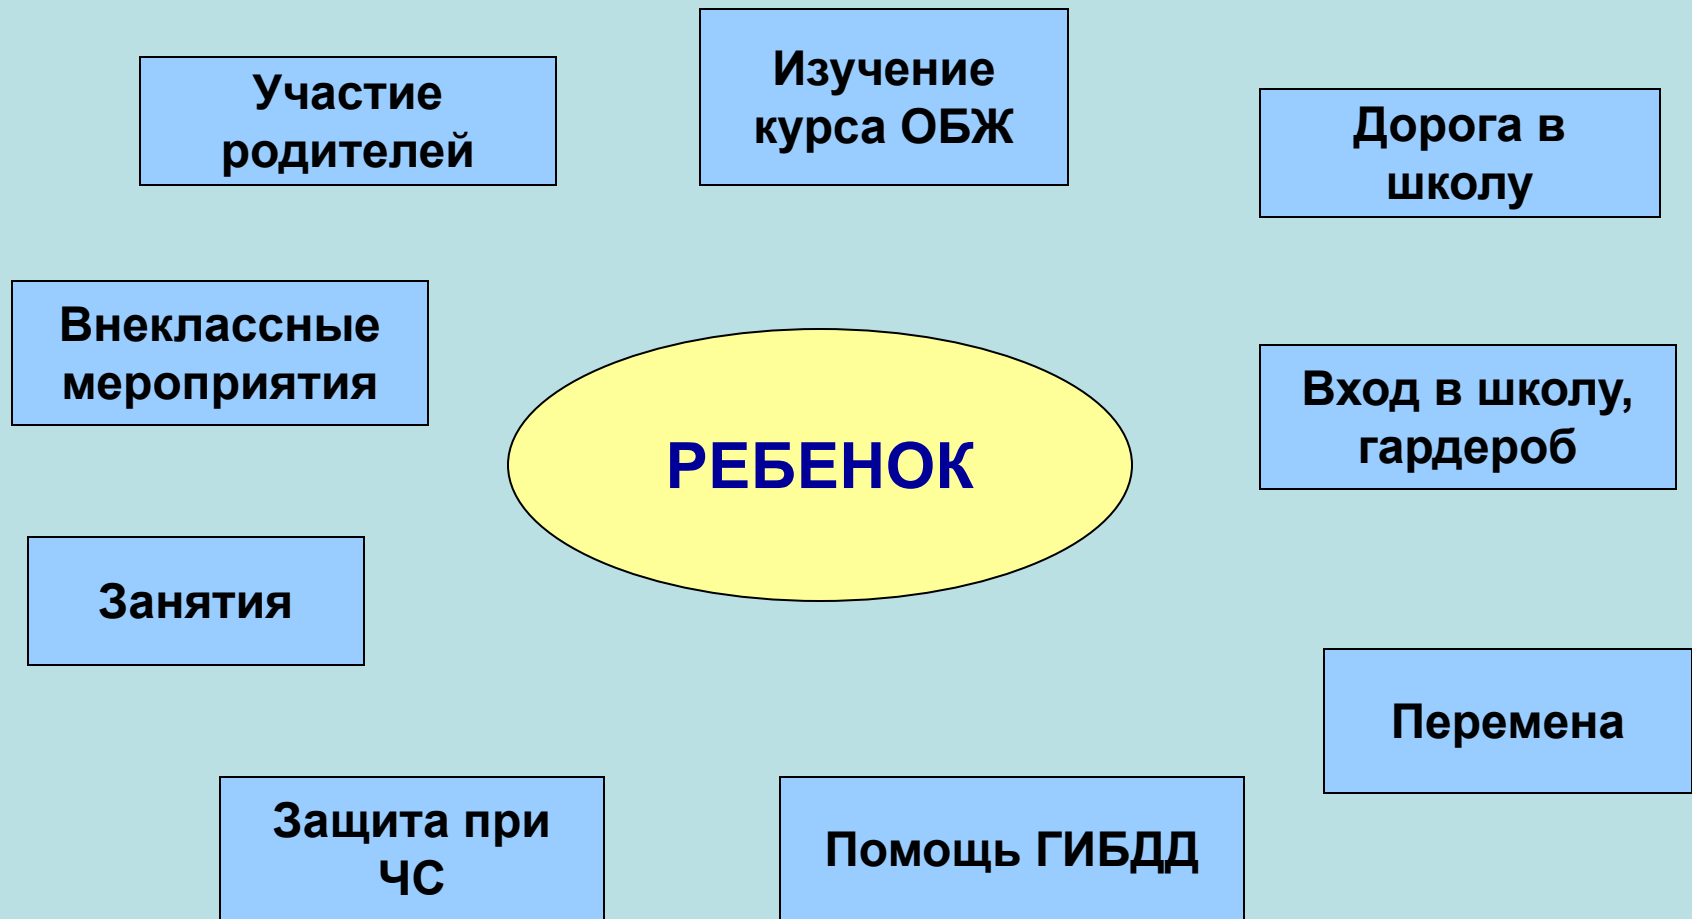 Участие
родителей
Изучение
курса ОБЖ
Дорога в
школу
Внеклассные
мероприятия
РЕБЕНОК
Вход в школу,
гардероб
Занятия
Перемена
Защита при
ЧС
Помощь ГИБДД